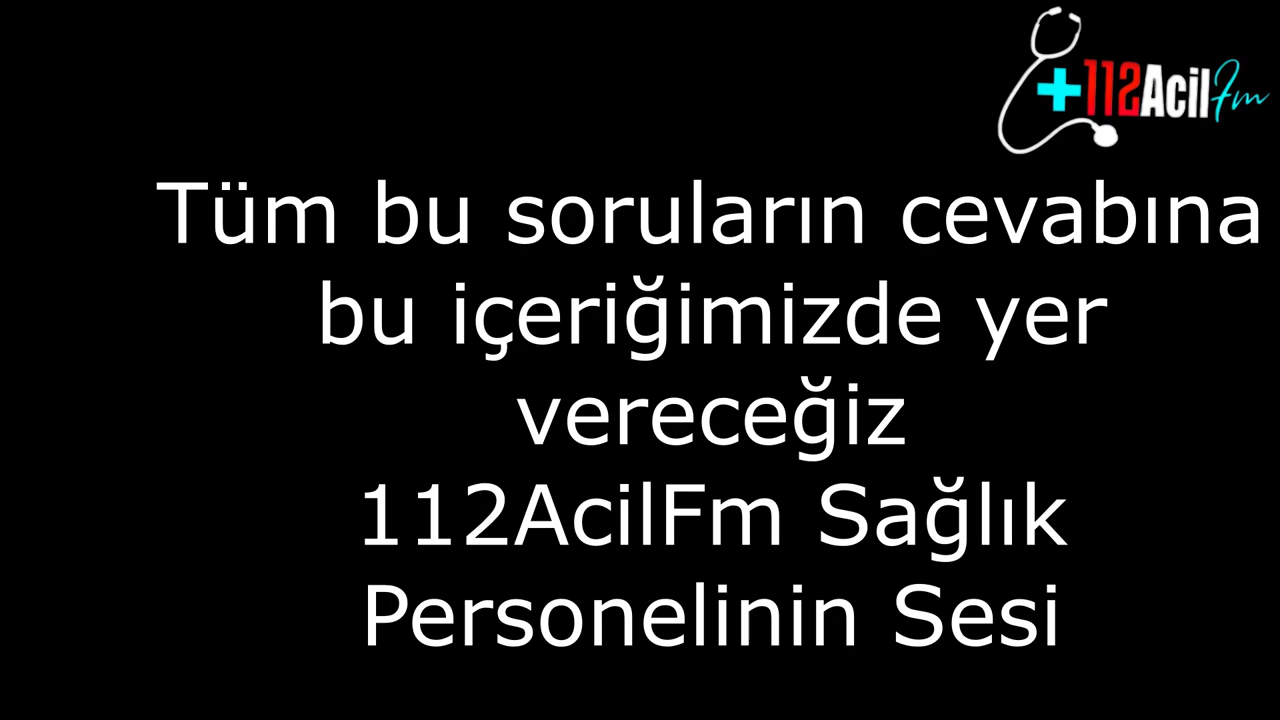 +112AcilFm
Tüm bu soruların cevabına
bu içeriğimizde yer
vereceğiz
112AcilFm Sağlık
Personelinin Sesi